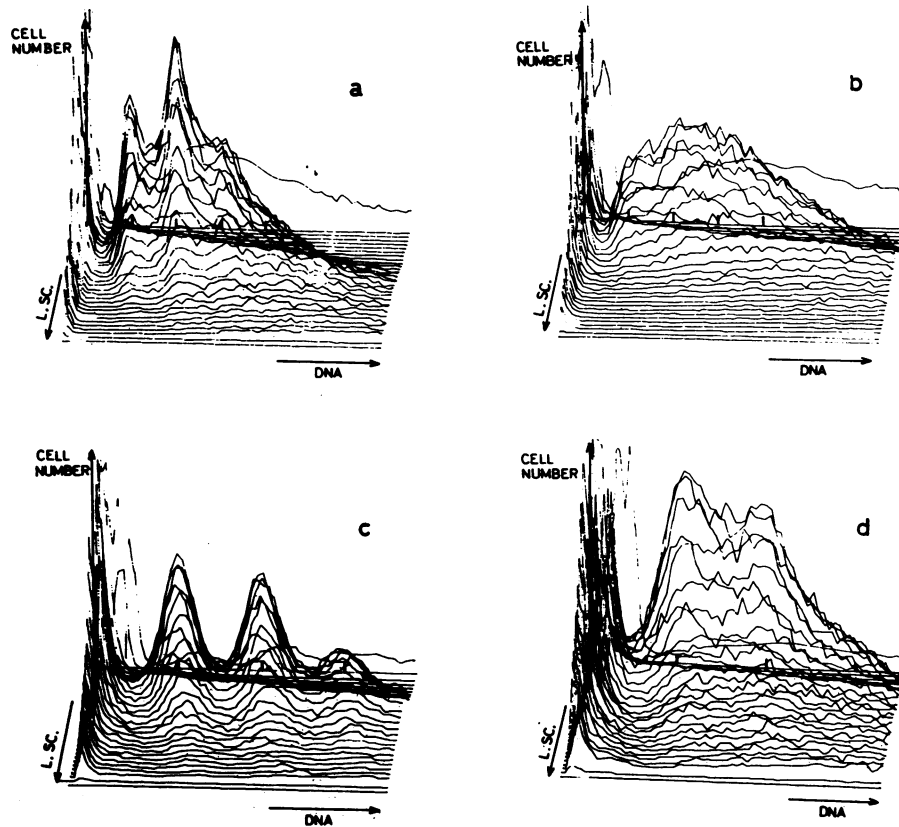 CELL
NUMBER
a
L. SC.
DNA
CELL
NUMBER
b
L. SC.
DNA
CELL
NUMBER
c
L. SC.
DNA
CELL
NUMBER
d
L. SC.
DNA